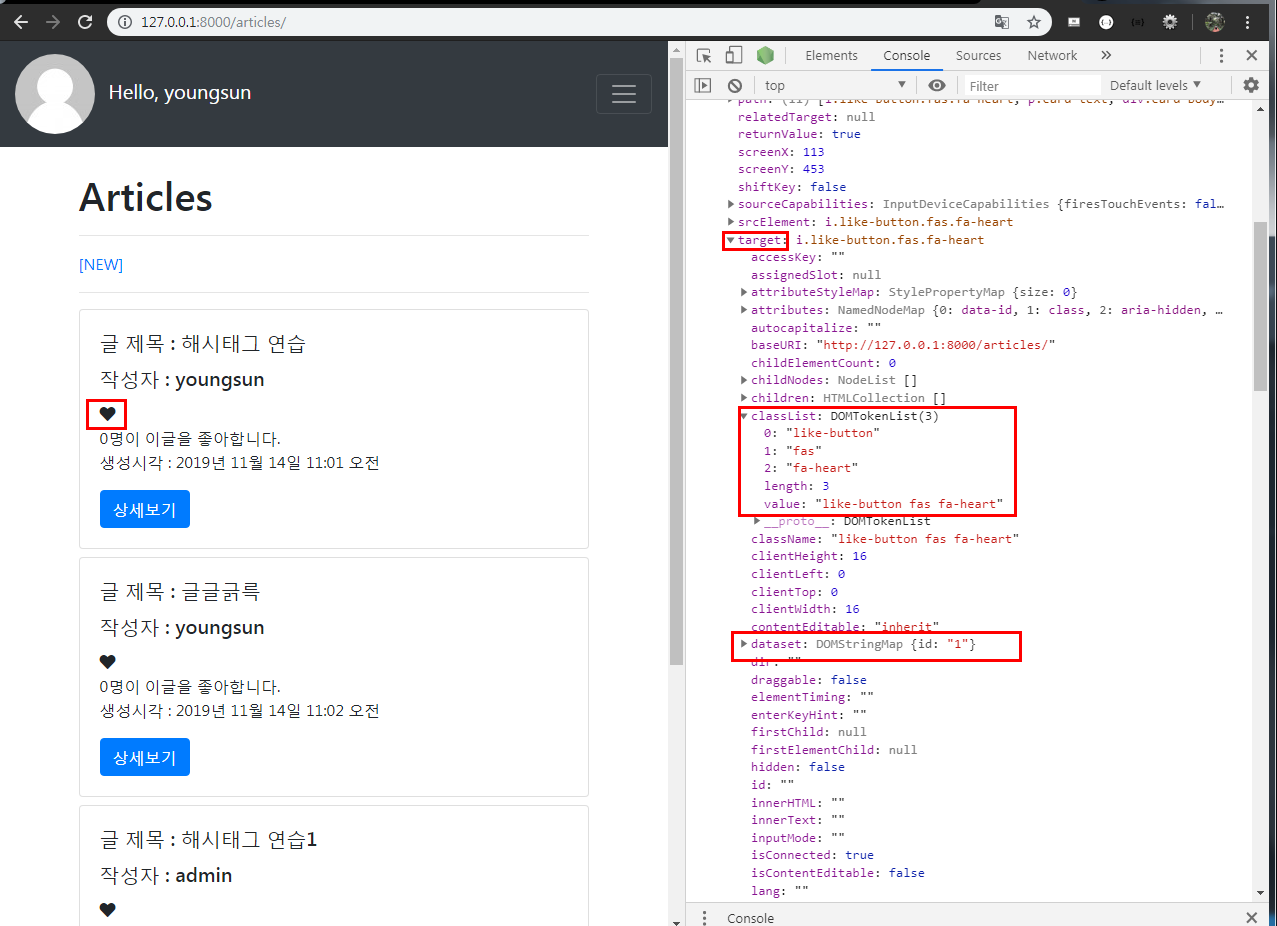 127.0.0.1:8000/articles/
Hello, youngsun
Articles
[NEW]
글 제목 : 해시태그 연습
작성자 : youngsun
0명이 이글을 좋아합니다.
생성시각 : 2019년 11월 14일 11:01 오전
상세보기
글 제목 : 글글긁륵
작성자 : youngsun
0명이 이글을 좋아합니다.
생성시각 : 2019년 11월 14일 11:02 오전
상세보기
글 제목 : 해시태그 연습1
작성자 : admin
Elements Console Sources Network »
top Filter Default levels
path: (11) [i.like-button.fas.fa-heart, p.card-text, div.card-body…
relatedTarget: null
returnValue: true
screenX: 113
screenY: 453
shiftKey: false
sourceCapabilities: InputDeviceCapabilities {firesTouchEvents: fal…
srcElement: i.like-button.fas.fa-heart
target: i.like-button.fas.fa-heart
accessKey: ""
assignedSlot: null
attributeStyleMap: StylePropertyMap {size: 0}
attributes: NamedNodeMap {0: data-id, 1: class, 2: aria-hidden, …
autocapitalize: ""
baseURI: "http://127.0.0.1:8000/articles/"
childElementCount: 0
childNodes: NodeList []
children: HTMLCollection []
classList: DOMTokenList(3)
0: "like-button"
1: "fas"
2: "fa-heart"
length: 3
value: "like-button fas fa-heart"
__proto__: DOMTokenList
className: "like-button fas fa-heart"
clientHeight: 16
clientLeft: 0
clientTop: 0
clientWidth: 16
contentEditable: "inherit"
dataset: DOMStringMap {id: "1"}
dir: ""
draggable: false
elementTiming: ""
enterKeyHint: ""
firstChild: null
firstElementChild: null
hidden: false
id: ""
innerHTML: ""
innerText: ""
inputMode: ""
isConnected: true
isContentEditable: false
lang: ""
Console